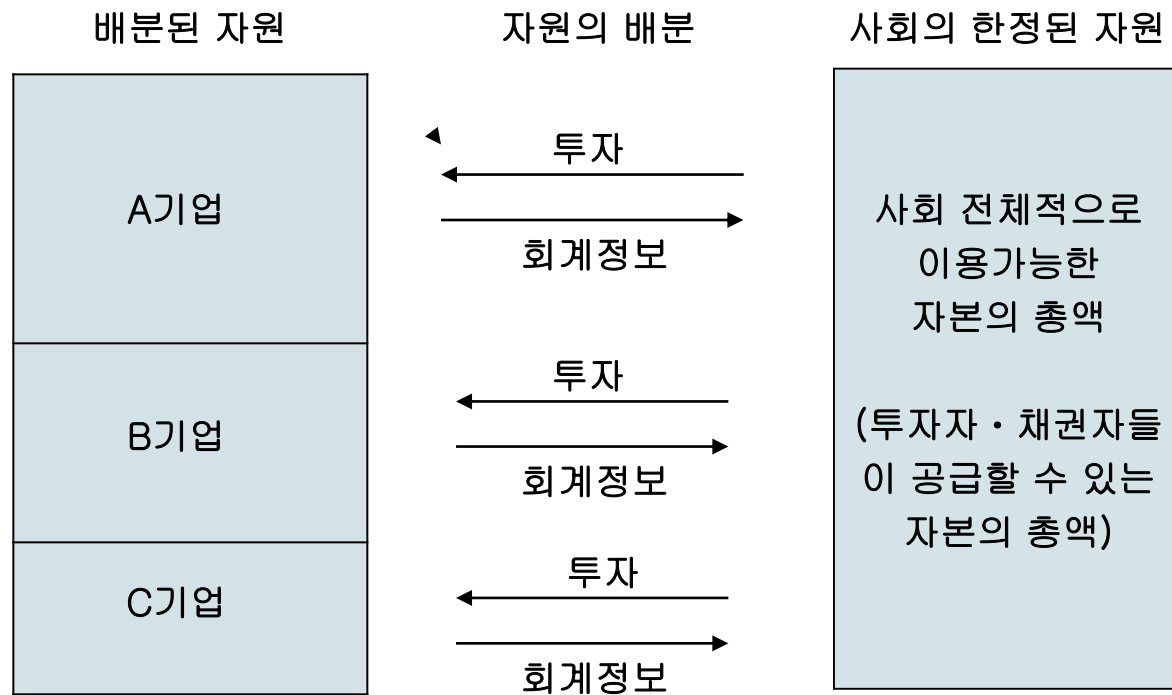 배분된 자원
자원의 배분
사회의 한정된 자원
A기업
투자
회계정보
B기업
투자
회계정보
C기업
투자
회계정보
사회 전체적으로
이용가능한
자본의 총액
(투자자・채권자들
이 공급할 수 있는
자본의 총액)